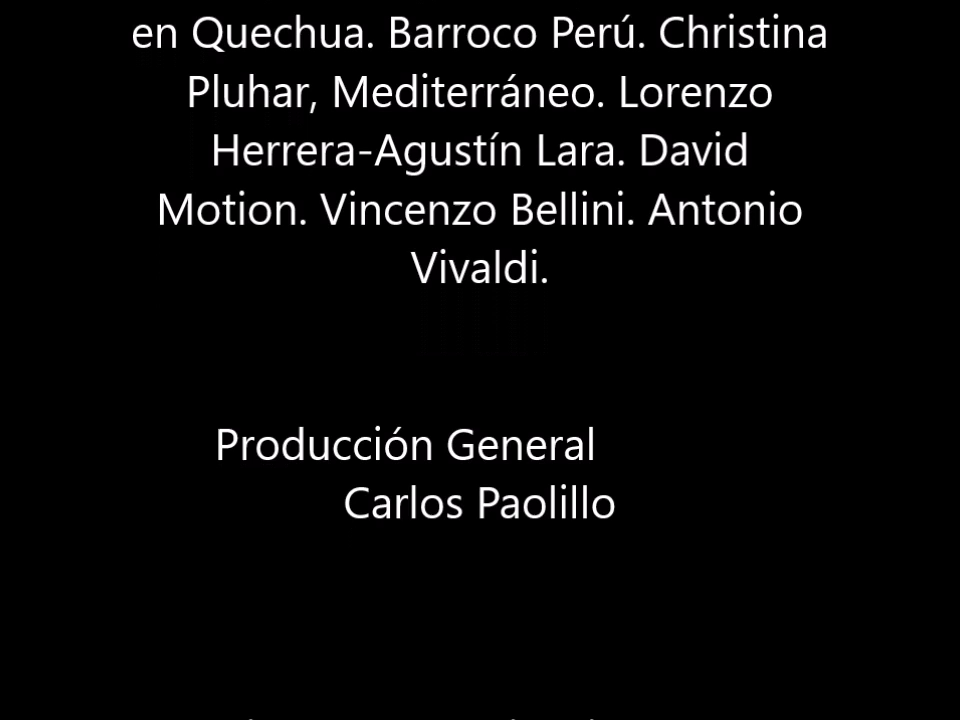 en Quechua. Barroco Perú. Christina
Pluhar, Mediterráneo. Lorenzo
Herrera-Agustín Lara. David
Motion. Vincenzo Bellini. Antonio
Vivaldi.
Producción General
Carlos Paolillo